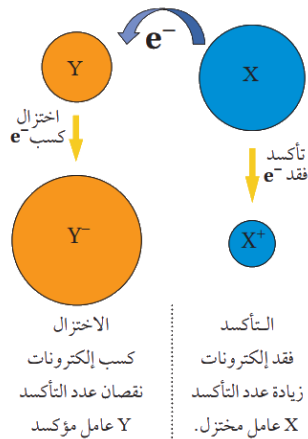 e⁻
X
Y
تأكسد
فقد e⁻
اختزال
كسب e⁻
X⁺
Y⁻
التأكسد
فقد إلكترونات
زيادة عدد التأكسد
X عامل مختزل.
الاختزال
كسب إلكترونات
نقصان عدد التأكسد
Y عامل مؤكسد